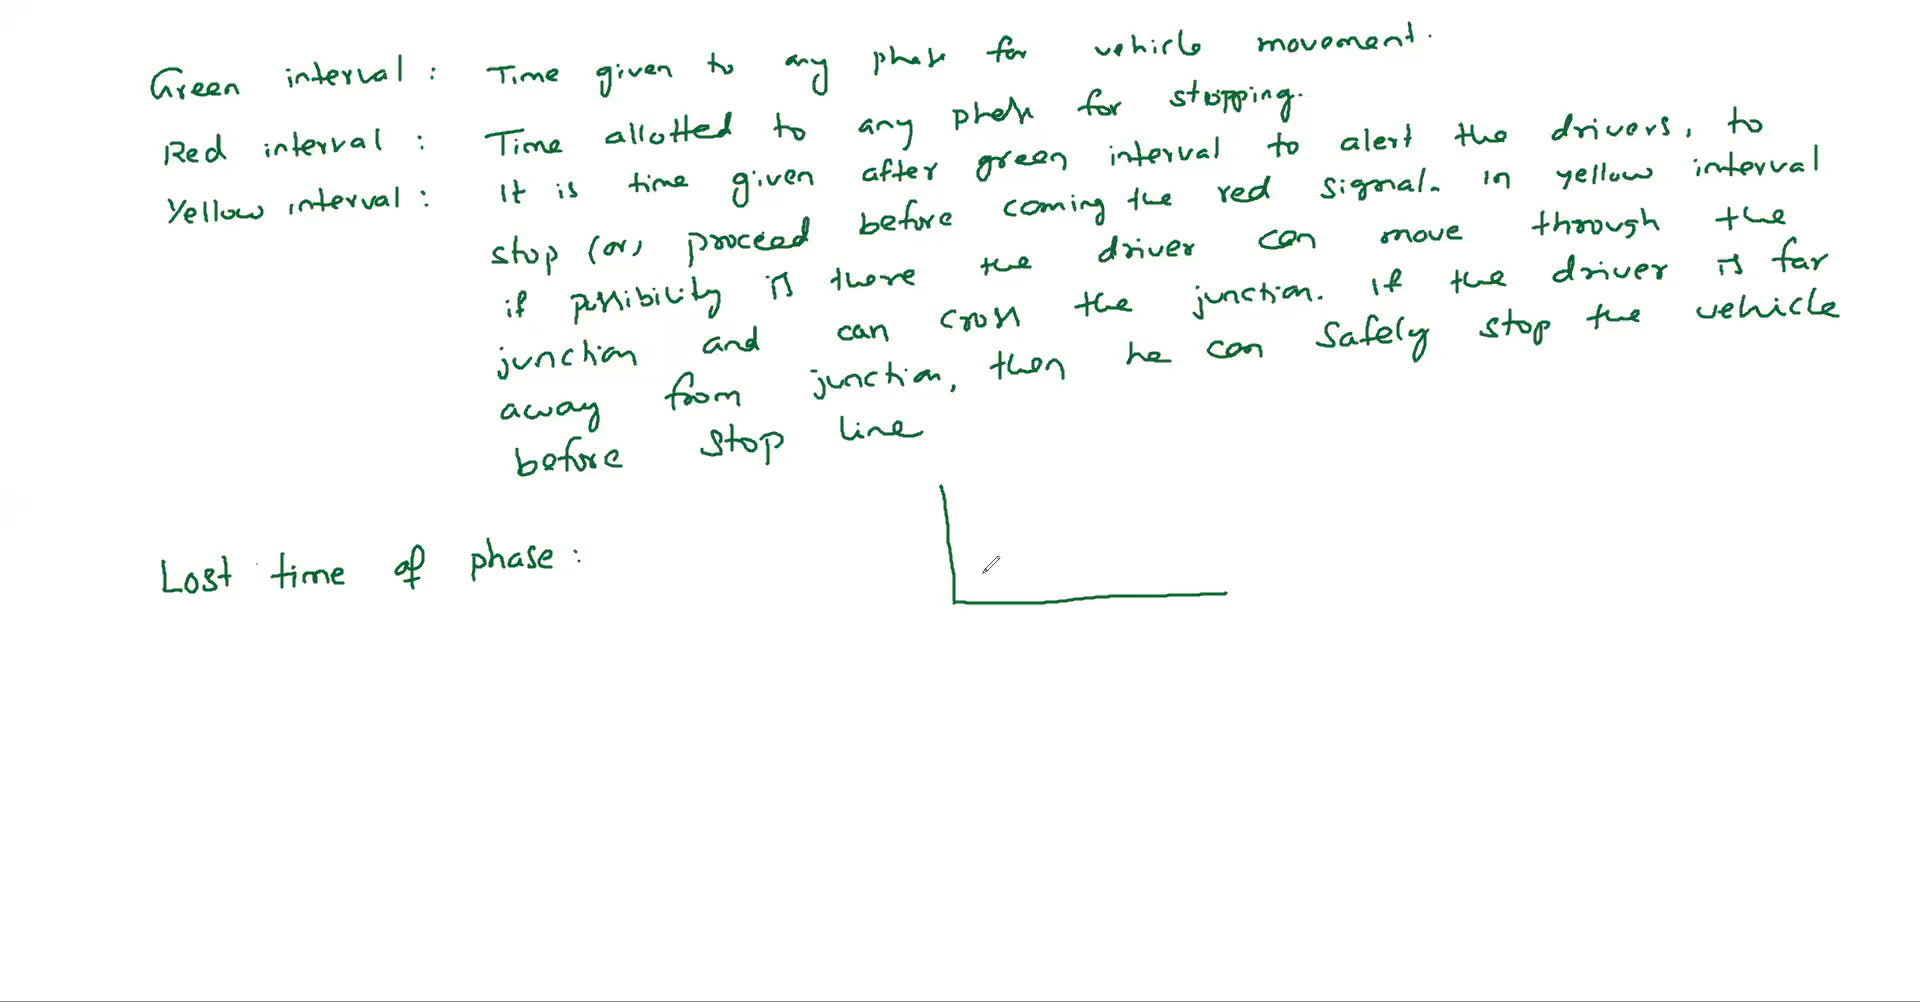 Green interval : Time given to any phase for vehicle movement.
Red interval : Time allotted to any phase for stopping.
Yellow interval : It is time given after green interval to alert the drivers, to
stop (or) proceed before coming the red signal. In yellow interval
if possibility is there the driver can move through the
junction and can cross the junction. If the driver is far
away from junction, then he can safely stop the vehicle
before stop line
Lost time of phase :